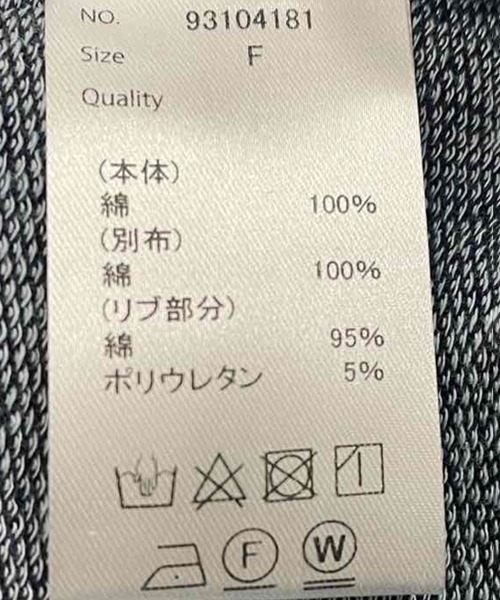 NO. 93104181
Size F
Quality
(本体)
綿 100%
(別布)
綿 100%
(リブ部分)
綿 95%
ポリウレタン 5%
F W